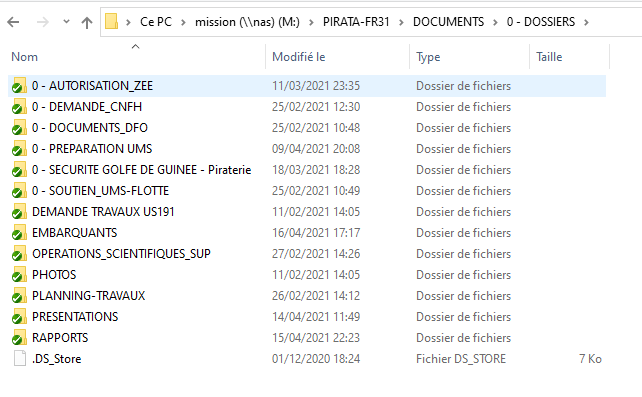 Ce PC > mission (\\nas) (M:) > PIRATA-FR31 > DOCUMENTS > 0 - DOSSIERS >
Nom Modifié le Type Taille
0 - AUTORISATION_ZEE 11/03/2021 23:35 Dossier de fichiers
0 - DEMANDE_CNFH 25/02/2021 12:30 Dossier de fichiers
0 - DOCUMENTS_DFO 25/02/2021 10:48 Dossier de fichiers
0 - PREPARATION UMS 09/04/2021 20:08 Dossier de fichiers
0 - SECURITE GOLFE DE GUINEE - Piraterie 18/03/2021 18:28 Dossier de fichiers
0 - SOUTIEN_UMS-FLOTTE 25/02/2021 10:49 Dossier de fichiers
DEMANDE TRAVAUX US191 11/02/2021 14:05 Dossier de fichiers
EMBARQUANTS 16/04/2021 17:17 Dossier de fichiers
OPERATIONS_SCIENTIFIQUES_SUP 27/02/2021 14:26 Dossier de fichiers
PHOTOS 11/02/2021 14:05 Dossier de fichiers
PLANNING-TRAVAUX 26/02/2021 14:12 Dossier de fichiers
PRESENTATIONS 14/04/2021 11:49 Dossier de fichiers
RAPPORTS 15/04/2021 22:23 Dossier de fichiers
.DS_Store 01/12/2020 18:24 Fichier DS_STORE 7 Ko